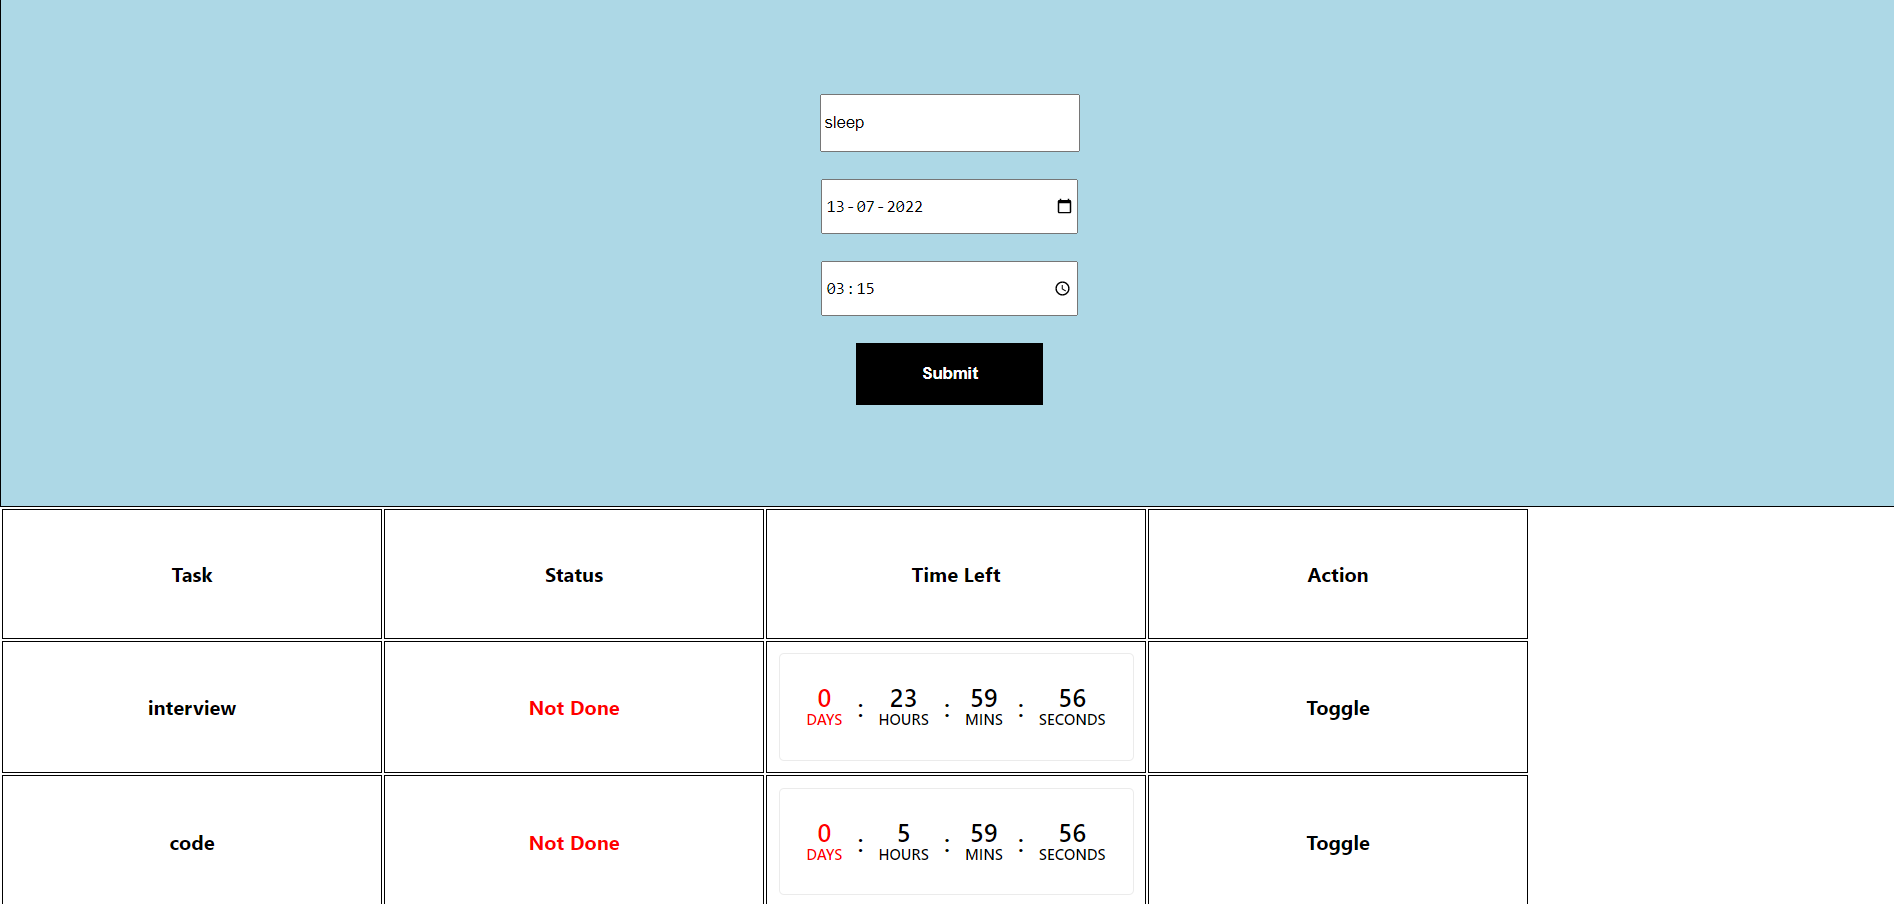 sleep
13-07-2022
03:15
Submit
Task Status Time Left Action
interview Not Done 0 DAYS : 23 HOURS : 59 MINS : 56 SECONDS Toggle
code Not Done 0 DAYS : 5 HOURS : 59 MINS : 56 SECONDS Toggle